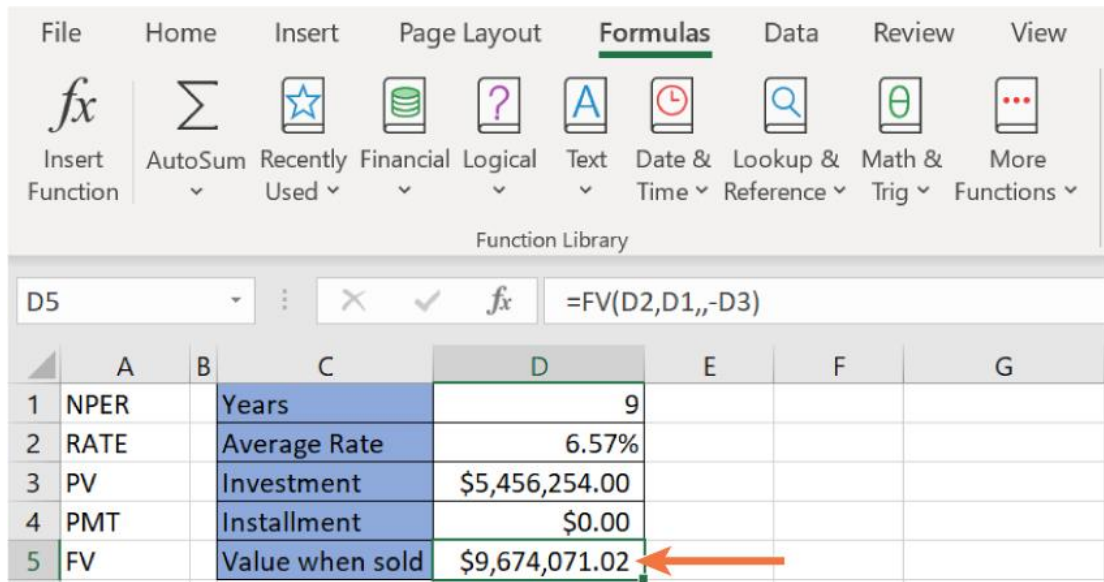 File Home Insert Page Layout Formulas Data Review View
fx ∑ ? A θ
Insert AutoSum Recently Financial Logical Text Date & Lookup & Math & More
Function Used Time Reference Trig Functions
Function Library
D5 fx =FV(D2,D1,,-D3)
A B C D E F G
1 NPER Years 9
2 RATE Average Rate 6.57%
3 PV Investment $5,456,254.00
4 PMT Installment $0.00
5 FV Value when sold $9,674,071.02